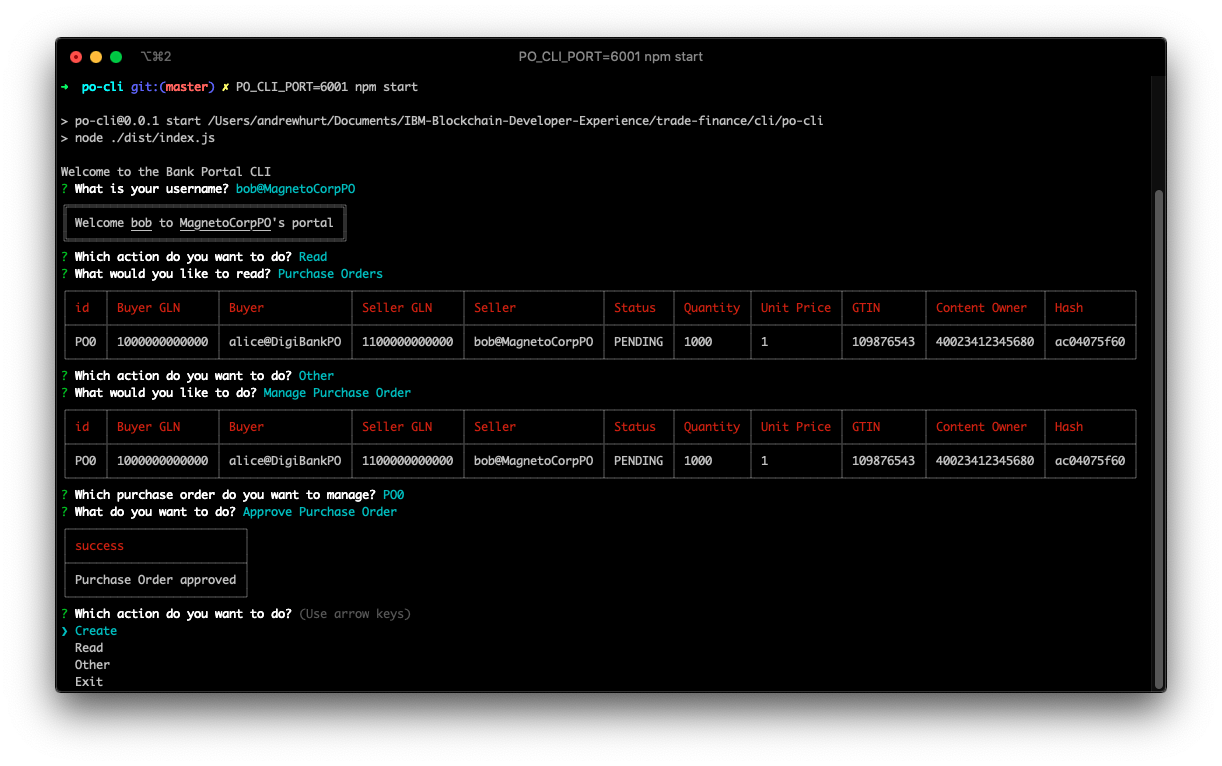 ⌥⌘2 PO_CLI_PORT=6001 npm start
➜ po-cli git:(master) ✗ PO_CLI_PORT=6001 npm start
> po-cli@0.0.1 start /Users/andrewhurt/Documents/IBM-Blockchain-Developer-Experience/trade-finance/cli/po-cli
> node ./dist/index.js
Welcome to the Bank Portal CLI
? What is your username? bob@MagnetoCorpPO
Welcome bob to MagnetoCorpPO's portal
? Which action do you want to do? Read
? What would you like to read? Purchase Orders
id Buyer GLN Buyer Seller GLN Seller Status Quantity Unit Price GTIN Content Owner Hash
PO0 1000000000000 alice@DigiBankPO 1100000000000 bob@MagnetoCorpPO PENDING 1000 1 109876543 40023412345680 ac04075f60
? Which action do you want to do? Other
? What would you like to do? Manage Purchase Order
id Buyer GLN Buyer Seller GLN Seller Status Quantity Unit Price GTIN Content Owner Hash
PO0 1000000000000 alice@DigiBankPO 1100000000000 bob@MagnetoCorpPO PENDING 1000 1 109876543 40023412345680 ac04075f60
? Which purchase order do you want to manage? PO0
? What do you want to do? Approve Purchase Order
success
Purchase Order approved
? Which action do you want to do? (Use arrow keys)
❯ Create
Read
Other
Exit